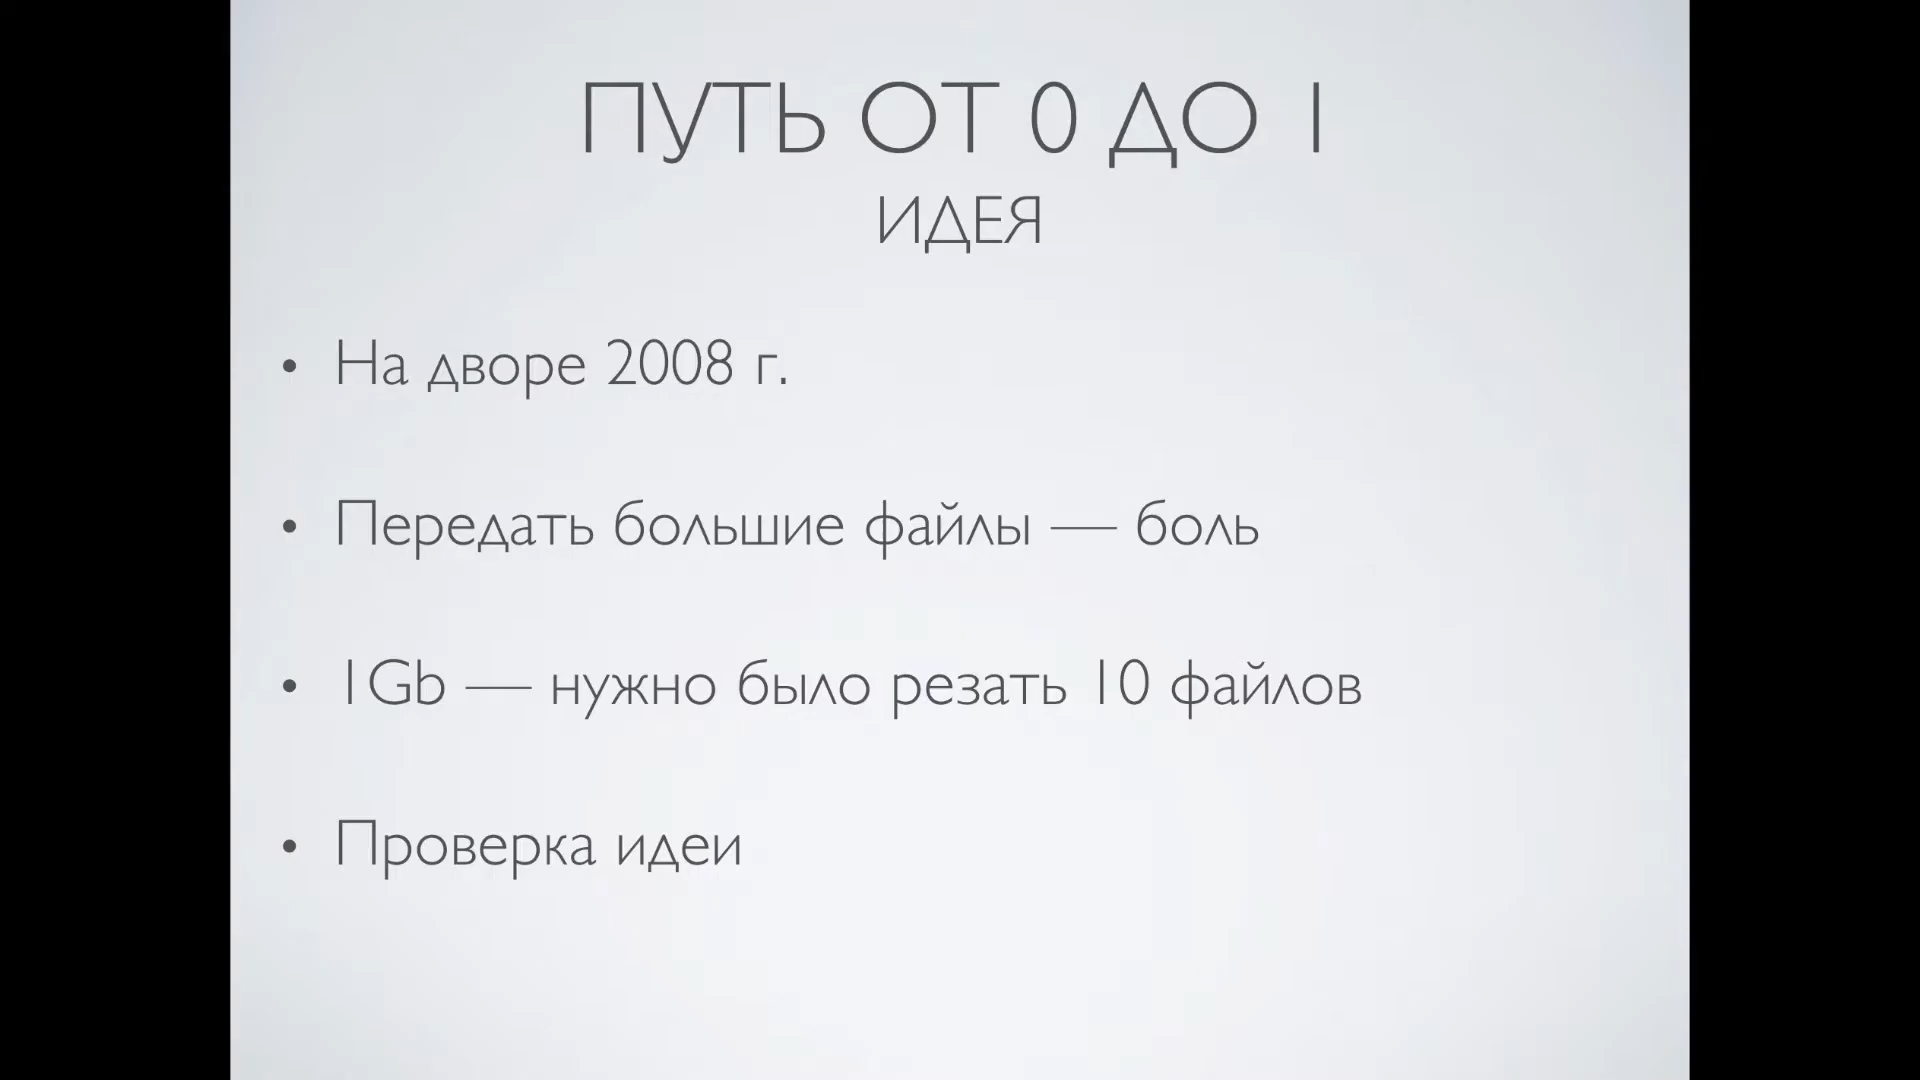 ПУТЬ ОТ 0 ДО 1
ИДЕЯ
• На дворе 2008 г.
• Передать большие файлы — боль
• 1Gb — нужно было резать 10 файлов
• Проверка идеи